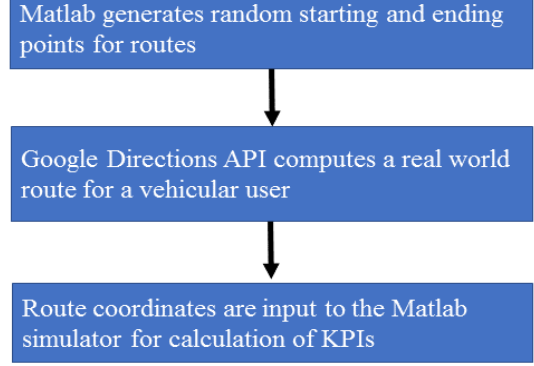 Matlab generates random starting and ending
points for routes
Google Directions API computes a real world
route for a vehicular user
Route coordinates are input to the Matlab
simulator for calculation of KPIs